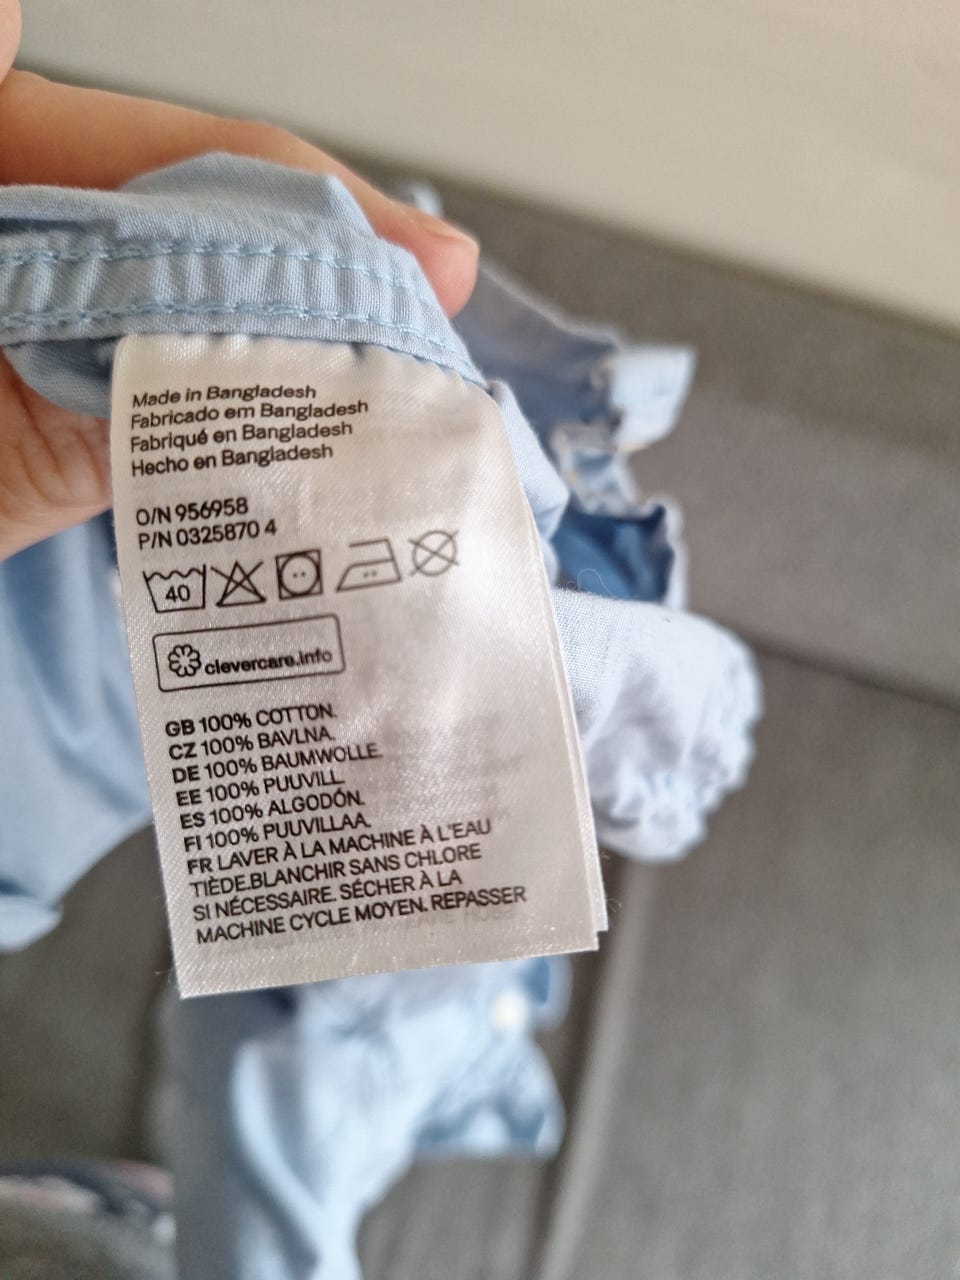 Made in Bangladesh
Fabricado em Bangladesh
Fabriqué en Bangladesh
Hecho en Bangladesh
O/N 956958
P/N 0325870 4
40
clevercare.info
GB 100% COTTON.
CZ 100% BAVLNA.
DE 100% BAUMWOLLE.
EE 100% PUUVILL.
ES 100% ALGODÓN.
FI 100% PUUVILLAA.
FR LAVER À LA MACHINE À L'EAU
TIÈDE.BLANCHIR SANS CHLORE
SI NÉCESSAIRE. SÉCHER À LA
MACHINE CYCLE MOYEN. REPASSER